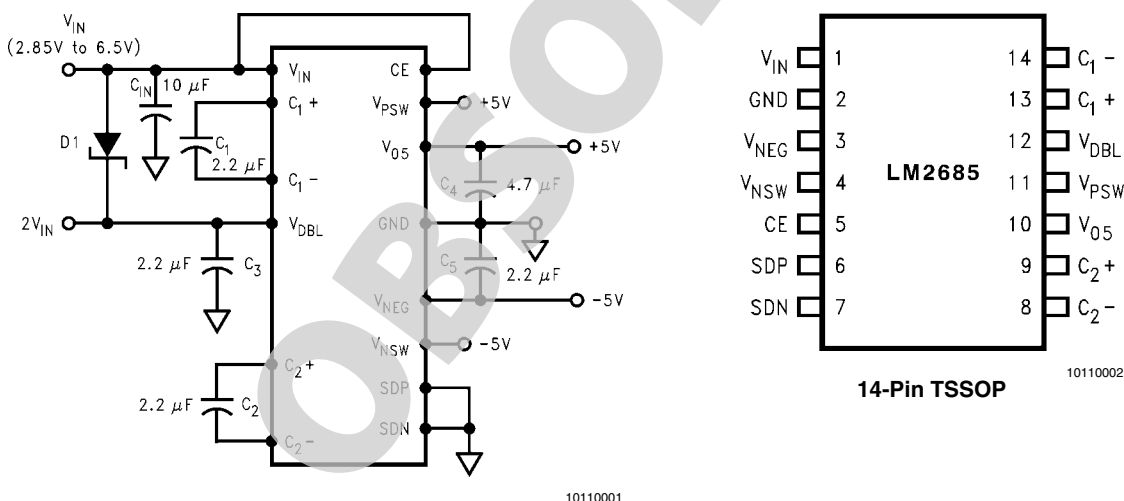 V_IN
(2.85V to 6.5V)
C_IN 10 μF
D1
C_1
2.2 μF
2V_IN
2.2 μF C_3
2.2 μF C_2
V_IN
C_1+
C_1-
V_DBL
C_2+
C_2-
CE
V_PSW
V_05
GND
V_NEG
V_NSW
SDP
SDN
+5V
+5V
C_4 4.7 μF
C_5
2.2 μF
-5V
-5V
10110001
V_IN 1
GND 2
V_NEG 3
V_NSW 4
CE 5
SDP 6
SDN 7
LM2685
14 C_1-
13 C_1+
12 V_DBL
11 V_PSW
10 V_05
9 C_2+
8 C_2-
10110002
14-Pin TSSOP